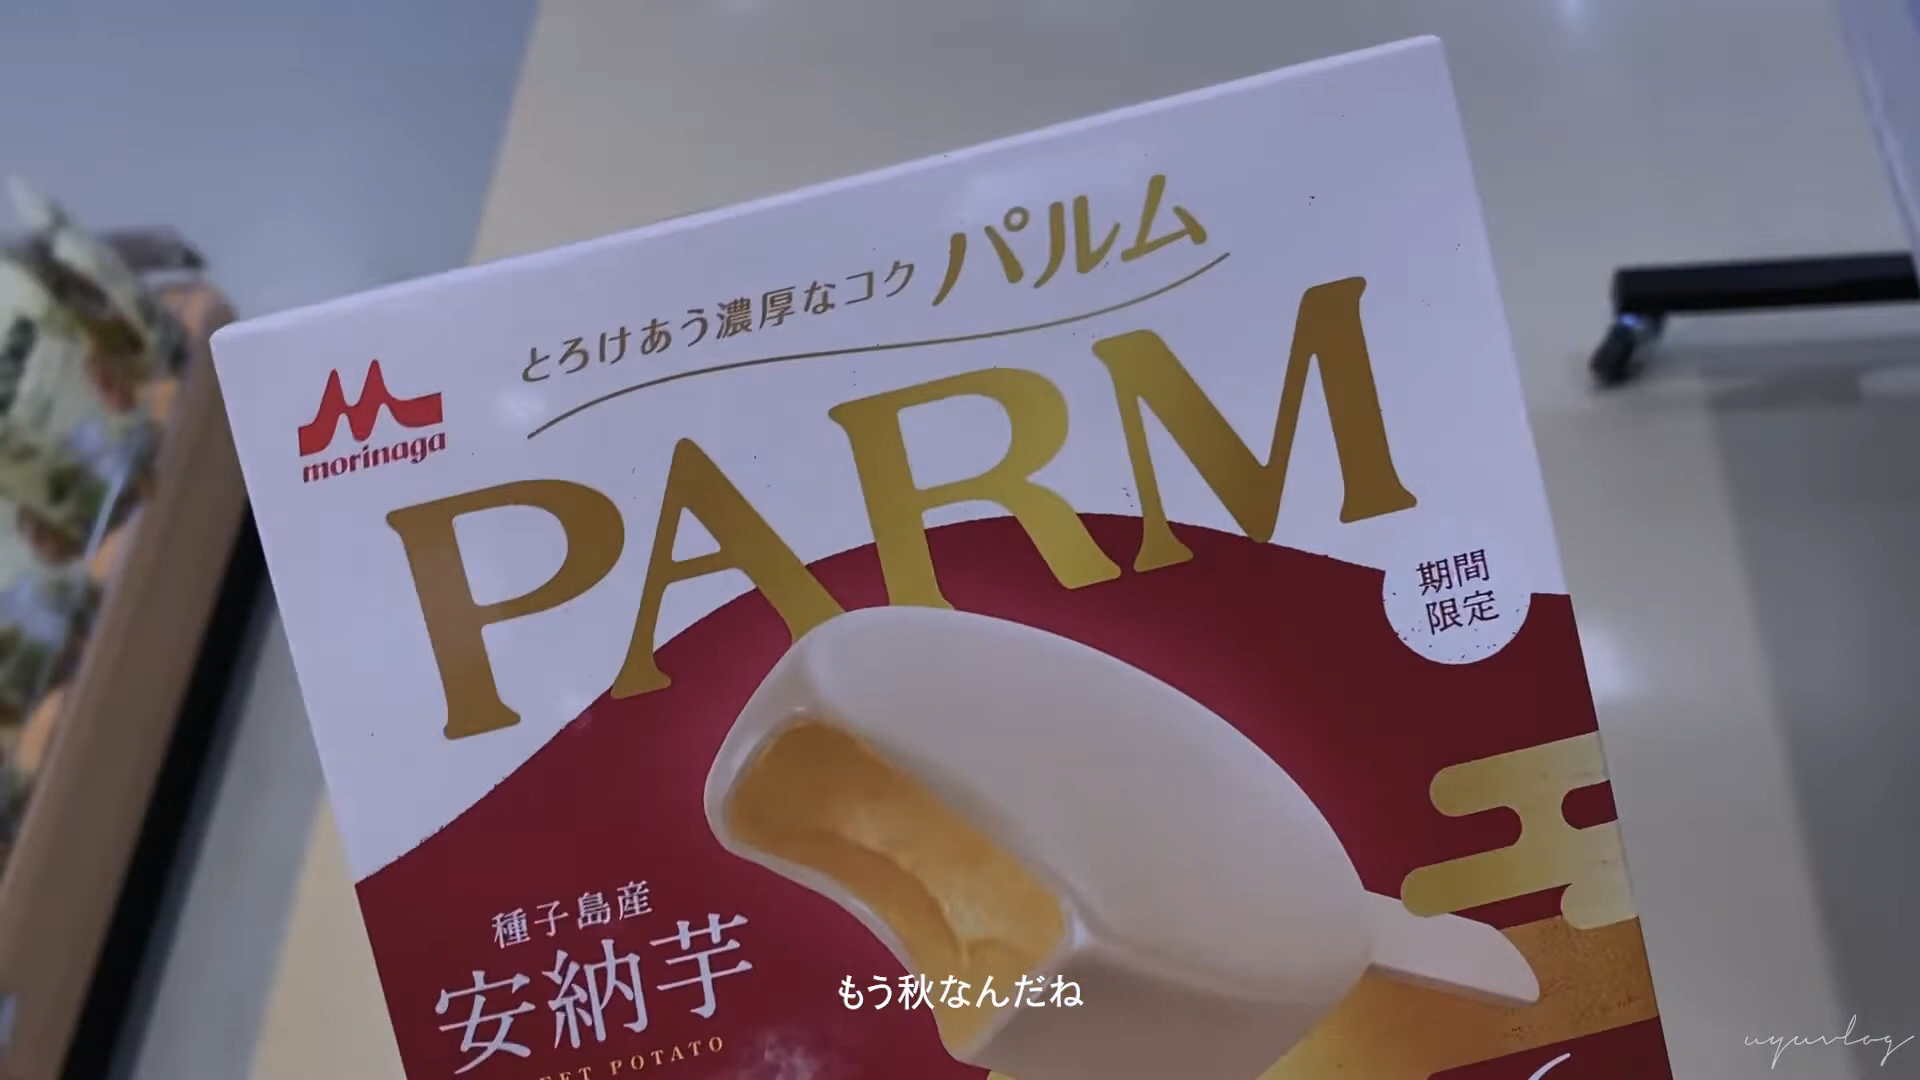 とろけあう濃厚なコク パルム
morinaga
PARM
期間
限定
種子島産
安納芋
POTATO
もう秋なんだね
uyuvlog